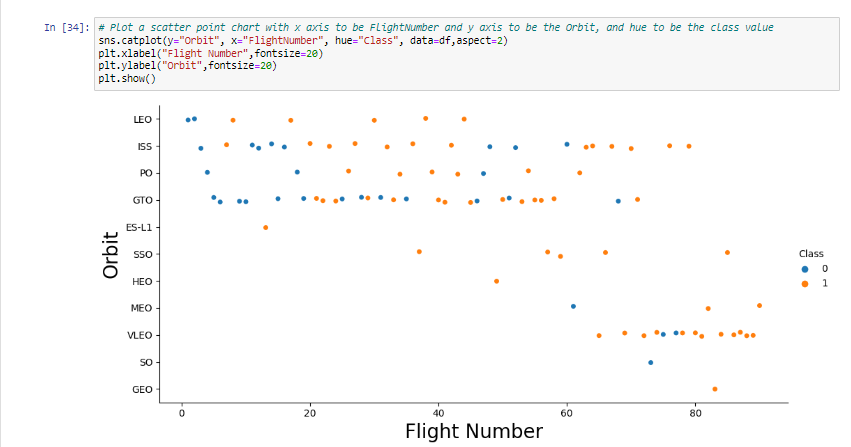 In [34]: # Plot a scatter point chart with x axis to be FlightNumber and y axis to be the Orbit, and hue to be the class value
sns.catplot(y="Orbit", x="FlightNumber", hue="Class", data=df,aspect=2)
plt.xlabel("Flight Number",fontsize=20)
plt.ylabel("Orbit",fontsize=20)
plt.show()
LEO
ISS
PO
GTO
ES-L1
SSO
HEO
MEO
VLEO
SO
GEO
Orbit
Class
0
1
0 20 40 60 80
Flight Number